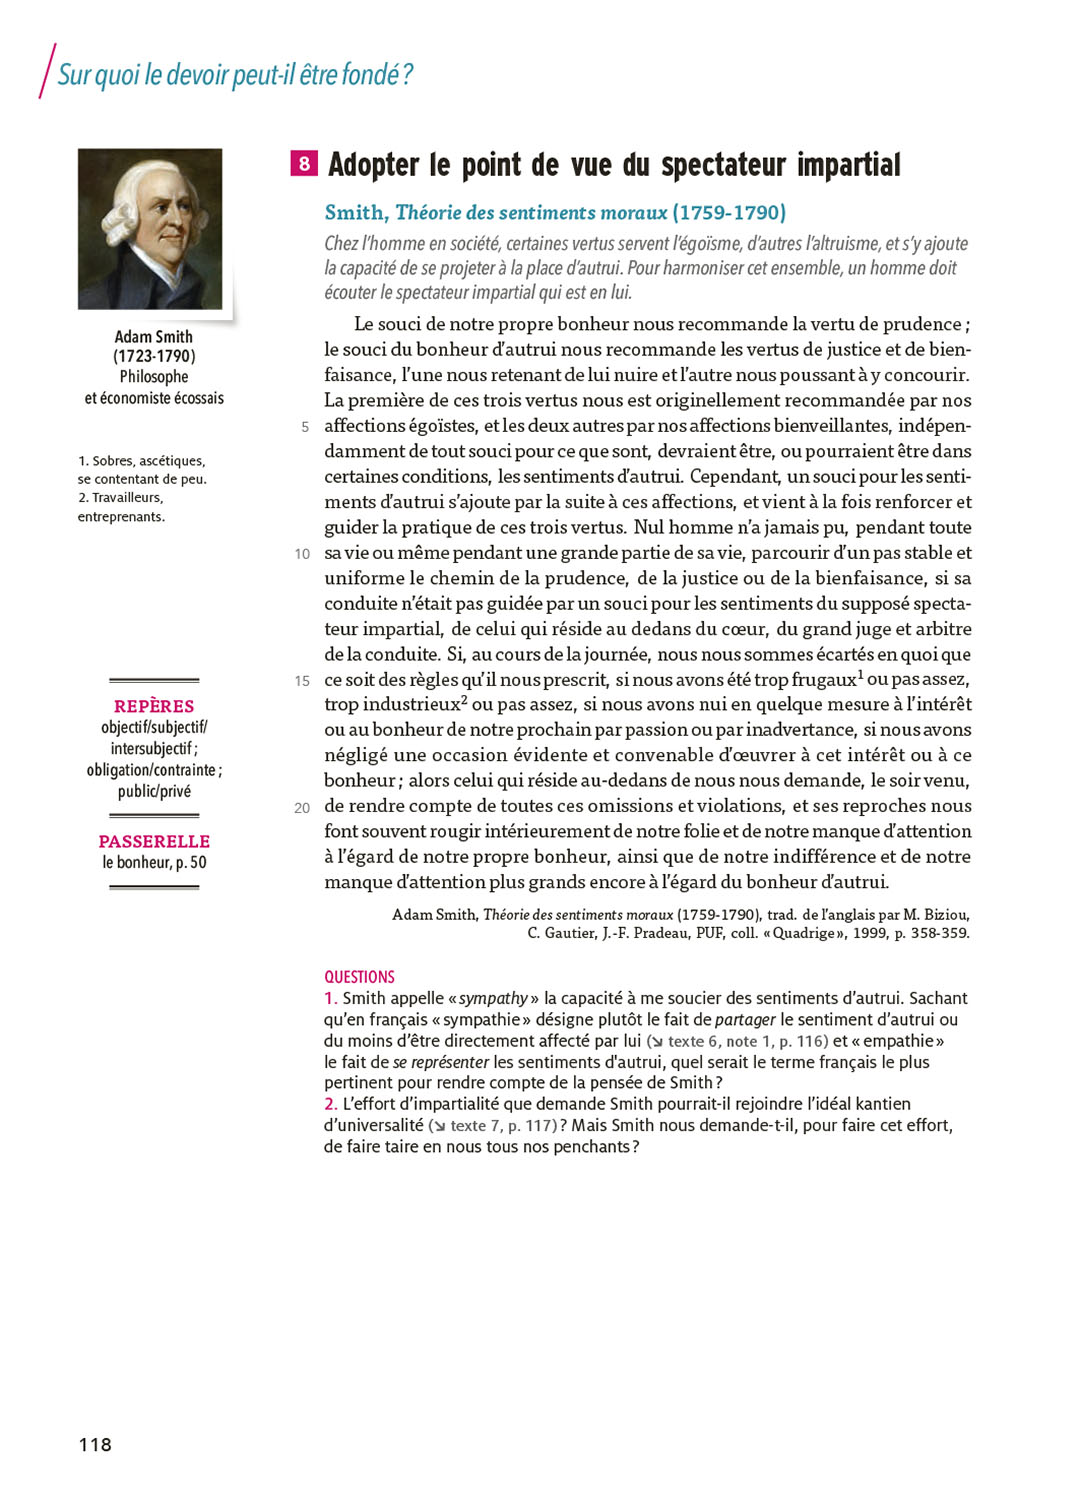 Sur quoi le devoir peut-il être fondé ?
8 Adopter le point de vue du spectateur impartial
Smith, Théorie des sentiments moraux (1759-1790)
Chez l'homme en société, certaines vertus servent l'égoïsme, d'autres l'altruisme, et s'y ajoute
la capacité de se projeter à la place d'autrui. Pour harmoniser cet ensemble, un homme doit
écouter le spectateur impartial qui est en lui.
Adam Smith
(1723-1790)
Philosophe
et économiste écossais
1. Sobres, ascétiques,
se contentant de peu.
2. Travailleurs,
entreprenants.
REPÈRES
objectif/subjectif/
intersubjectif ;
obligation/contrainte ;
public/privé
PASSERELLE
le bonheur, p. 50
Le souci de notre propre bonheur nous recommande la vertu de prudence ;
le souci du bonheur d'autrui nous recommande les vertus de justice et de bien-
faisance, l'une nous retenant de lui nuire et l'autre nous poussant à y concourir.
La première de ces trois vertus nous est originellement recommandée par nos
5 affections égoïstes, et les deux autres par nos affections bienveillantes, indépen-
damment de tout souci pour ce que sont, devraient être, ou pourraient être dans
certaines conditions, les sentiments d'autrui. Cependant, un souci pour les senti-
ments d'autrui s'ajoute par la suite à ces affections, et vient à la fois renforcer et
guider la pratique de ces trois vertus. Nul homme n'a jamais pu, pendant toute
10 sa vie ou même pendant une grande partie de sa vie, parcourir d'un pas stable et
uniforme le chemin de la prudence, de la justice ou de la bienfaisance, si sa
conduite n'était pas guidée par un souci pour les sentiments du supposé specta-
teur impartial, de celui qui réside au dedans du cœur, du grand juge et arbitre
de la conduite. Si, au cours de la journée, nous nous sommes écartés en quoi que
15 ce soit des règles qu'il nous prescrit, si nous avons été trop frugaux1 ou pas assez,
trop industrieux2 ou pas assez, si nous avons nui en quelque mesure à l'intérêt
ou au bonheur de notre prochain par passion ou par inadvertance, si nous avons
négligé une occasion évidente et convenable d'œuvrer à cet intérêt ou à ce
bonheur ; alors celui qui réside au-dedans de nous nous demande, le soir venu,
20 de rendre compte de toutes ces omissions et violations, et ses reproches nous
font souvent rougir intérieurement de notre folie et de notre manque d'attention
à l'égard de notre propre bonheur, ainsi que de notre indifférence et de notre
manque d'attention plus grands encore à l'égard du bonheur d'autrui.
Adam Smith, Théorie des sentiments moraux (1759-1790), trad. de l'anglais par M. Biziou,
C. Gautier, J.-F. Pradeau, PUF, coll. « Quadrige », 1999, p. 358-359.
QUESTIONS
1. Smith appelle « sympathy » la capacité à me soucier des sentiments d'autrui. Sachant
qu'en français « sympathie » désigne plutôt le fait de partager le sentiment d'autrui ou
du moins d'être directement affecté par lui (↘ texte 6, note 1, p. 116) et « empathie »
le fait de se représenter les sentiments d'autrui, quel serait le terme français le plus
pertinent pour rendre compte de la pensée de Smith ?
2. L'effort d'impartialité que demande Smith pourrait-il rejoindre l'idéal kantien
d'universalité (↘ texte 7, p. 117) ? Mais Smith nous demande-t-il, pour faire cet effort,
de faire taire en nous tous nos penchants ?
118